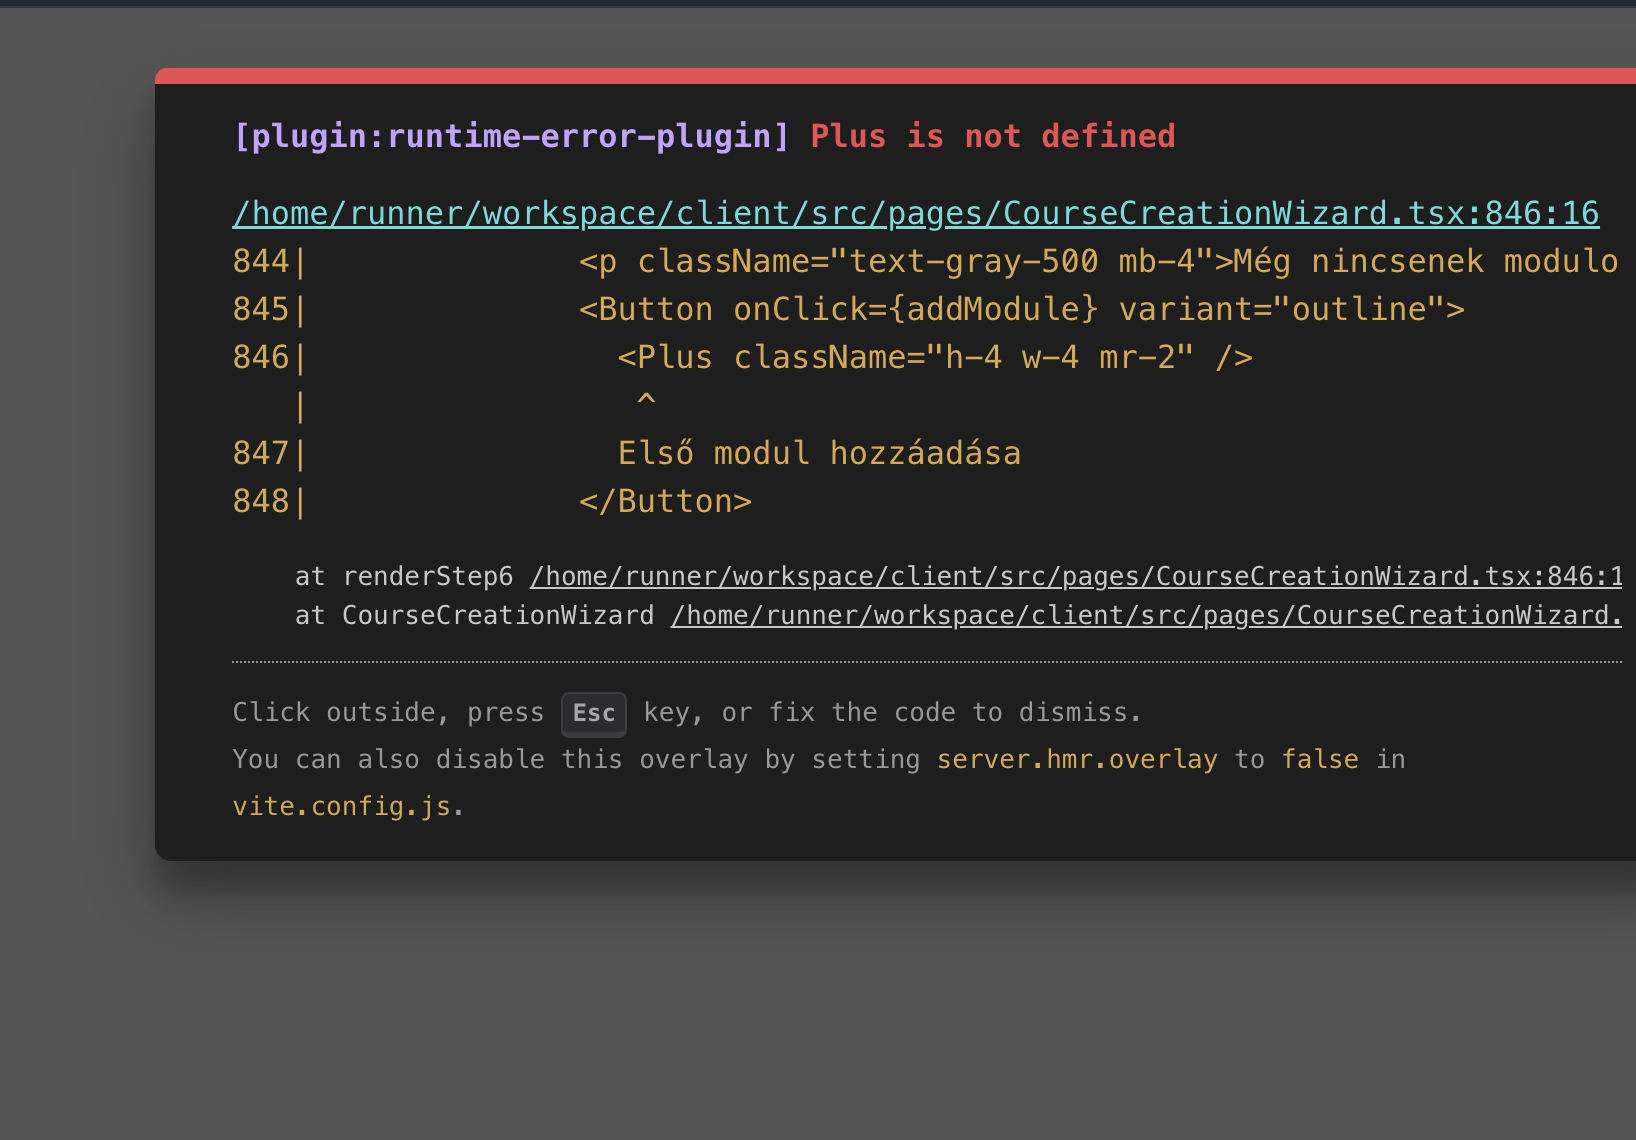 [plugin:runtime-error-plugin] Plus is not defined
/home/runner/workspace/client/src/pages/CourseCreationWizard.tsx:846:16
844|              <p className="text-gray-500 mb-4">Még nincsenek modulo
845|              <Button onClick={addModule} variant="outline">
846|                <Plus className="h-4 w-4 mr-2" />
   |                 ^
847|                Első modul hozzáadása
848|              </Button>
at renderStep6 /home/runner/workspace/client/src/pages/CourseCreationWizard.tsx:846:1
at CourseCreationWizard /home/runner/workspace/client/src/pages/CourseCreationWizard.
Click outside, press Esc key, or fix the code to dismiss.
You can also disable this overlay by setting server.hmr.overlay to false in
vite.config.js.